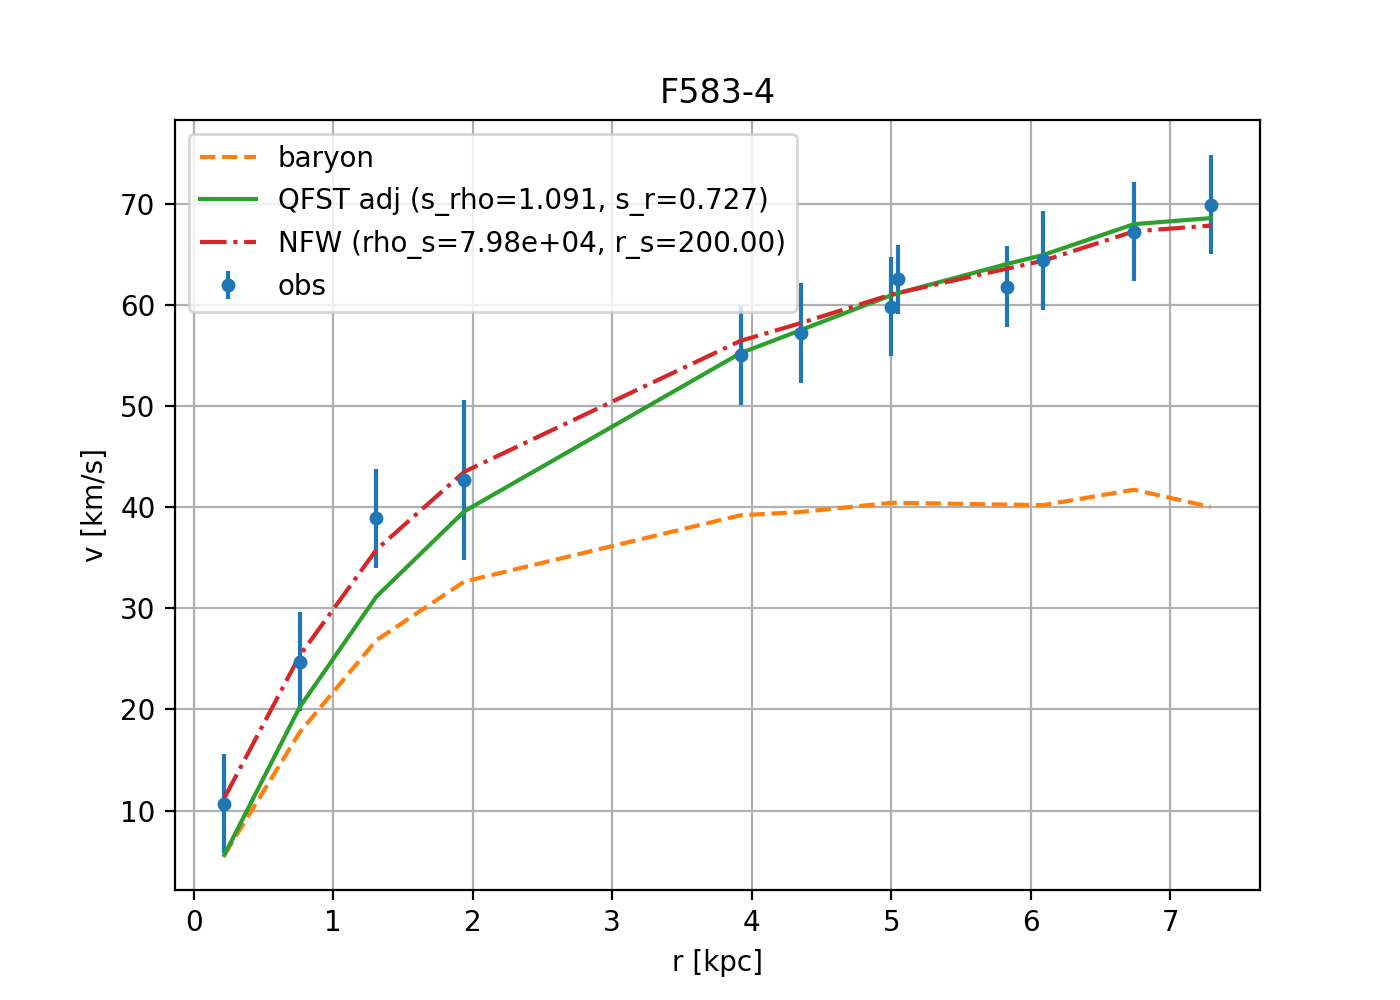 F583-4
baryon
QFST adj (s_rho=1.091, s_r=0.727)
NFW (rho_s=7.98e+04, r_s=200.00)
obs
70
60
50
40
30
20
10
v [km/s]
0 1 2 3 4 5 6 7
r [kpc]